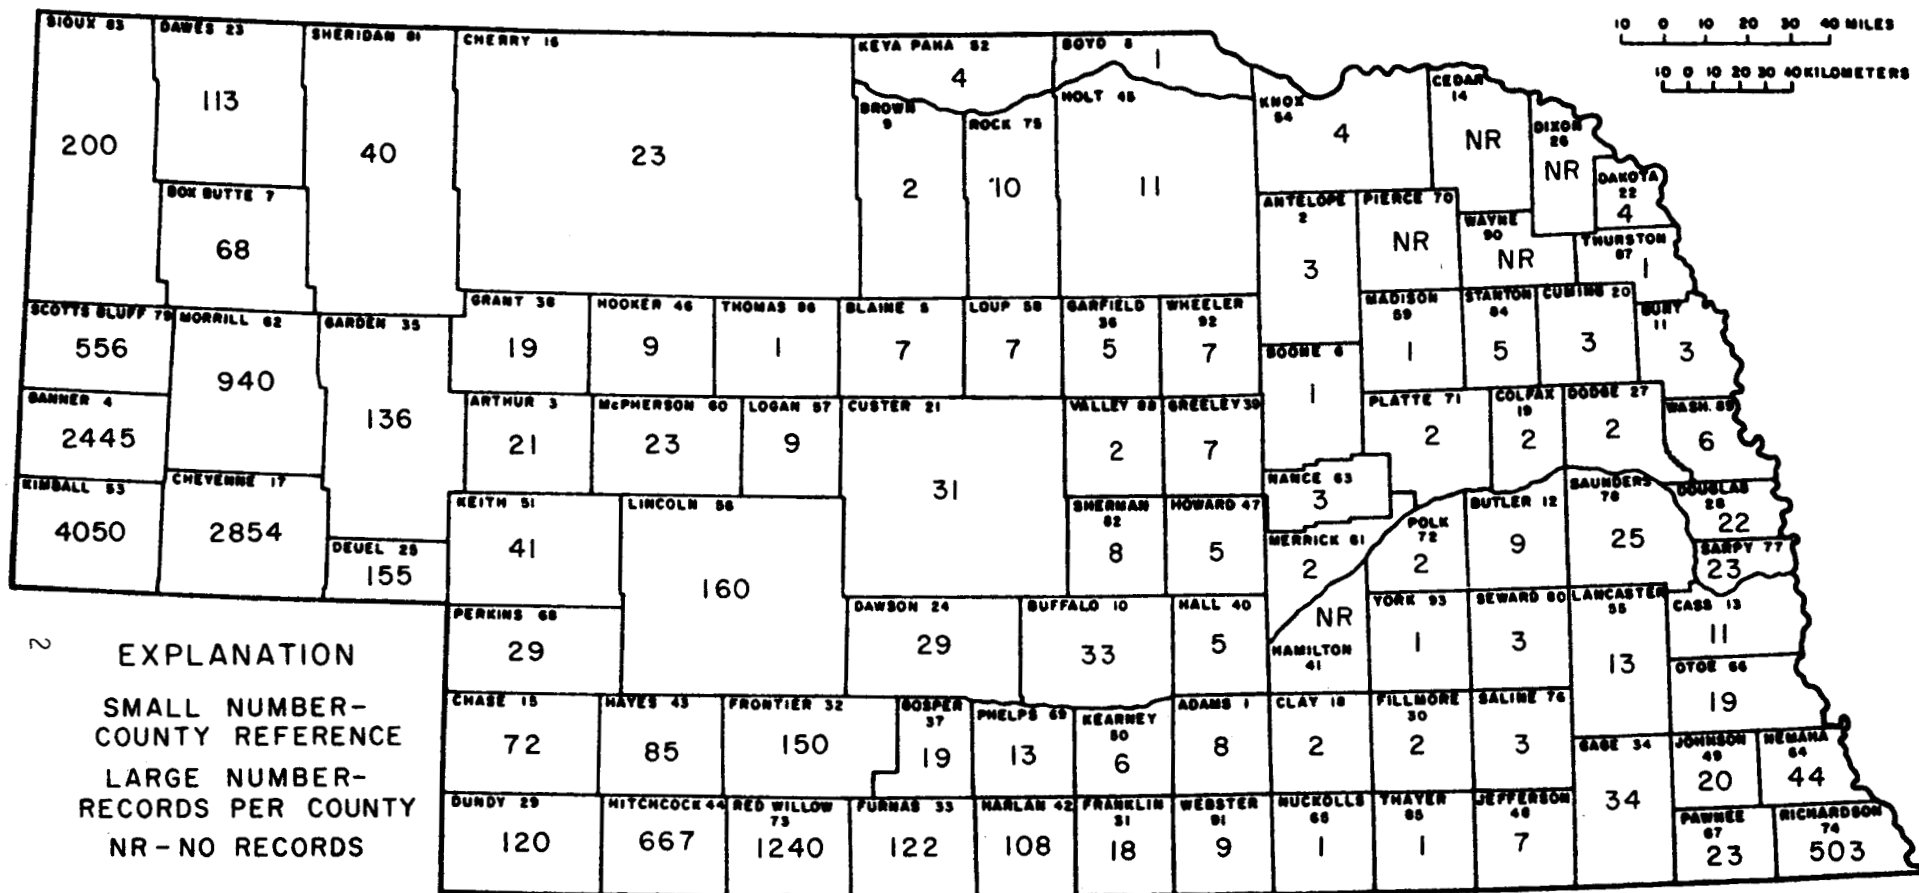 SIOUX 83
200
DAWES 23
113
SHERIDAN 81
40
CHERRY 16
23
KEYA PAHA 52
4
BOYD 8
1
10 0 10 20 30 40 MILES
10 0 10 20 30 40 KILOMETERS
BOX BUTTE 7
68
BROWN
9
2
ROCK 75
10
HOLT 45
11
KNOX
54
4
CEDAR
14
NR
DIXON
26
NR
DAKOTA
22
4
ANTELOPE
2
3
PIERCE 70
NR
WAYNE
90
NR
THURSTON
87
1
SCOTTS BLUFF 79
556
MORRILL 62
940
GARDEN 35
136
GRANT 38
19
HOOKER 46
9
THOMAS 86
1
BLAINE 5
7
LOUP 58
7
GARFIELD
36
5
WHEELER
92
7
BOONE 6
1
MADISON
59
1
STANTON
84
5
CUMING 20
3
BURT
11
3
BANNER 4
2445
ARTHUR 3
21
McPHERSON 60
23
LOGAN 57
9
CUSTER 21
31
VALLEY 88
2
GREELEY 39
7
PLATTE 71
2
COLFAX
19
2
DODGE 27
2
WASH. 89
6
NANCE 63
3
KIMBALL 53
4050
CHEYENNE 17
2854
DEUEL 25
155
KEITH 51
41
LINCOLN 56
160
SHERMAN
82
8
HOWARD 47
5
MERRICK 61
2
POLK
72
2
BUTLER 12
9
SAUNDERS
78
25
DOUGLAS
28
22
SARPY 77
23
PERKINS 68
29
DAWSON 24
29
BUFFALO 10
33
HALL 40
5
NR
HAMILTON
41
YORK 93
1
SEWARD 80
3
LANCASTER
55
13
CASS 13
11
OTOE 66
19
CHASE 15
72
HAYES 43
85
FRONTIER 32
150
GOSPER
37
19
PHELPS 69
13
KEARNEY
50
6
ADAMS 1
8
CLAY 18
2
FILLMORE
30
2
SALINE 76
3
GAGE 34
34
JOHNSON
49
20
NEMAHA
64
44
DUNDY 29
120
HITCHCOCK 44
667
RED WILLOW
73
1240
FURNAS 33
122
HARLAN 42
108
FRANKLIN
31
18
WEBSTER
91
9
NUCKOLLS
65
1
THAYER
85
1
JEFFERSON
48
7
PAWNEE
67
23
RICHARDSON
74
503
2
EXPLANATION
SMALL NUMBER-
COUNTY REFERENCE
LARGE NUMBER-
RECORDS PER COUNTY
NR-NO RECORDS